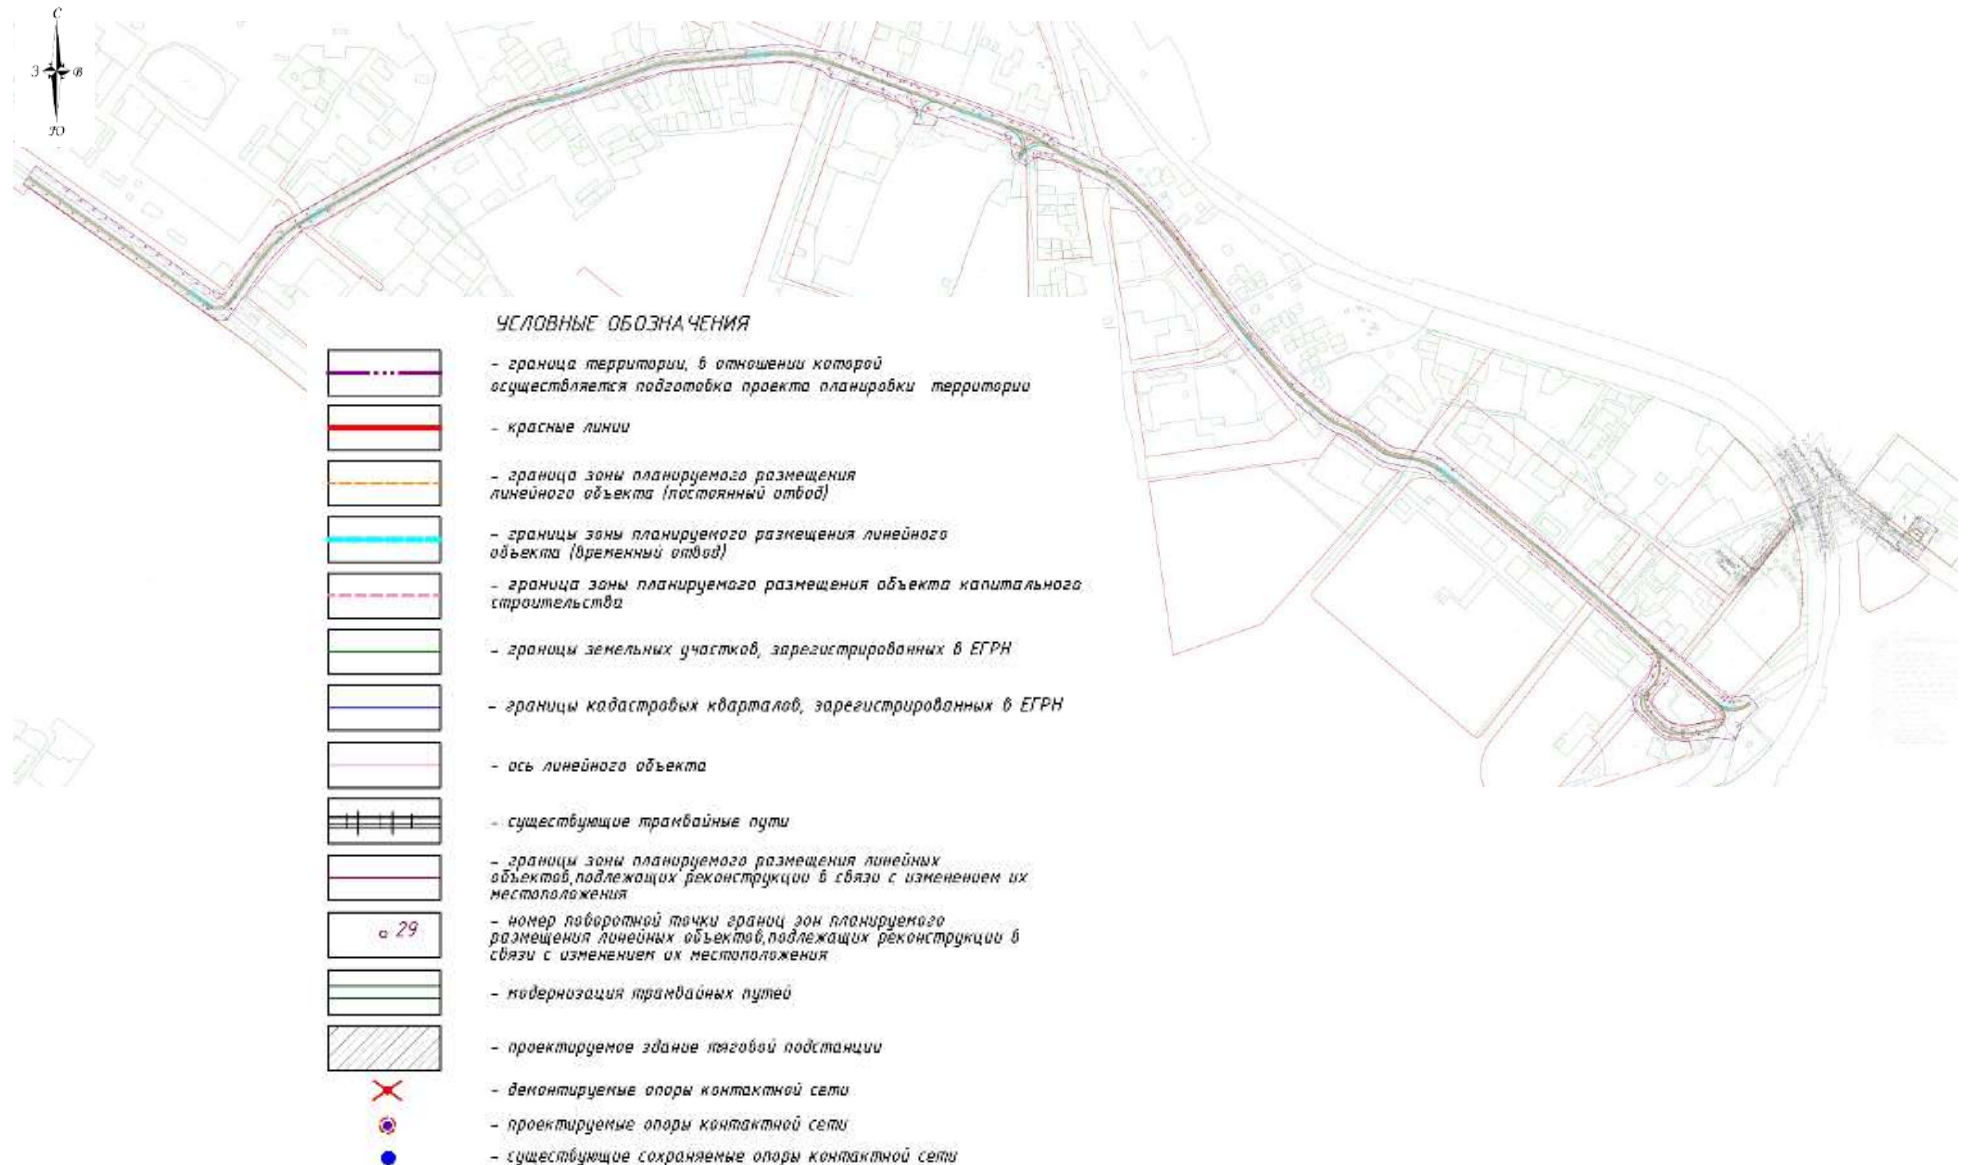 С
З В
Ю
УСЛОВНЫЕ ОБОЗНАЧЕНИЯ
- граница территории, в отношении которой
осуществляется подготовка проекта планировки территории
- красные линии
- граница зоны планируемого размещения
линейного объекта (постоянный отвод)
- границы зоны планируемого размещения линейного
объекта (временный отвод)
- граница зоны планируемого размещения объекта капитального
строительства
- границы земельных участков, зарегистрированных в ЕГРН
- границы кадастровых кварталов, зарегистрированных в ЕГРН
- ось линейного объекта
- существующие трамвайные пути
- границы зоны планируемого размещения линейных
объектов,подлежащих реконструкции в связи с изменением их
местоположения
29
- номер поворотной точки границ зон планируемого
размещения линейных объектов,подлежащих реконструкции в
связи с изменением их местоположения
- модернизация трамвайных путей
- проектируемое здание тяговой подстанции
- демонтируемые опоры контактной сети
- проектируемые опоры контактной сети
- существующие сохраняемые опоры контактной сети